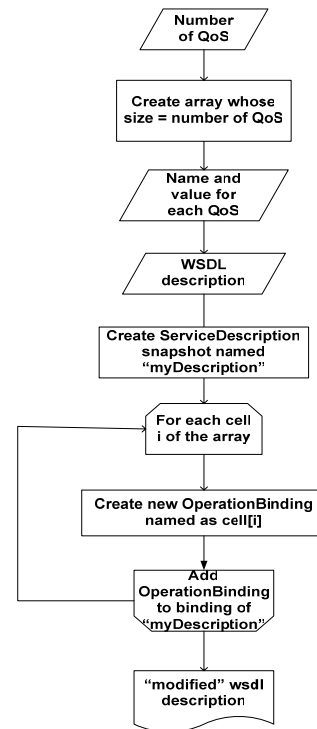 Number
of QoS
Create array whose
size = number of QoS
Name and
value for
each QoS
WSDL
description
Create ServiceDescription
snapshot named
“myDescription”
For each cell
i of the array
Create new OperationBinding
named as cell[i]
Add
OperationBinding
to binding of
“myDescription”
“modified” wsdl
description